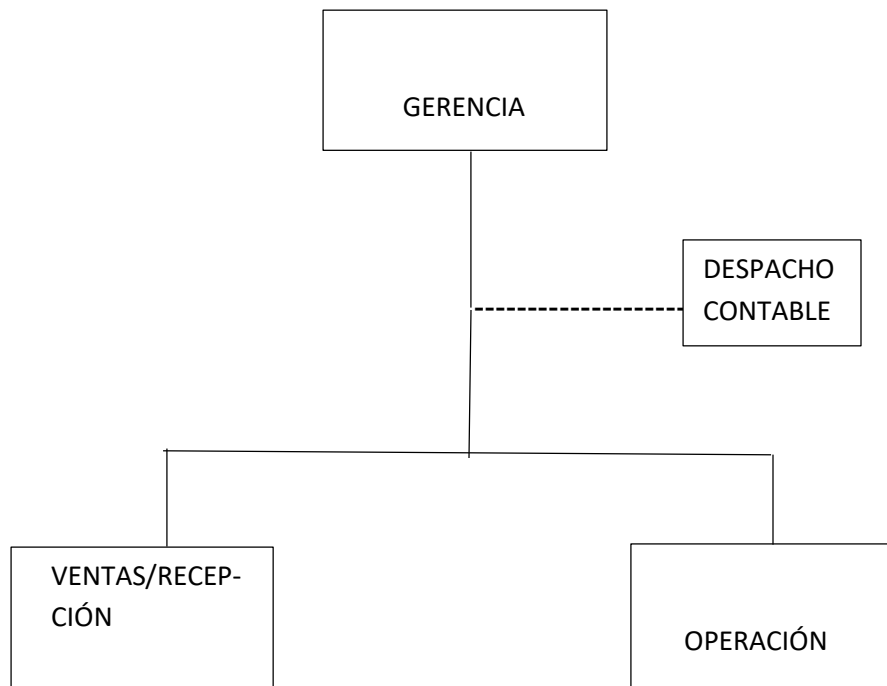 GERENCIA
DESPACHO
CONTABLE
VENTAS/RECEP-
CIÓN
OPERACIÓN